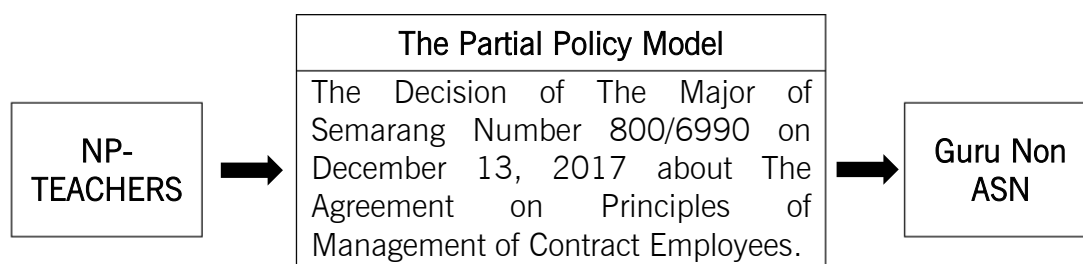 The Partial Policy Model
NP-
TEACHERS
The Decision of The Major of
Semarang Number 800/6990 on
December 13, 2017 about The
Agreement on Principles of
Management of Contract Employees.
Guru Non
ASN